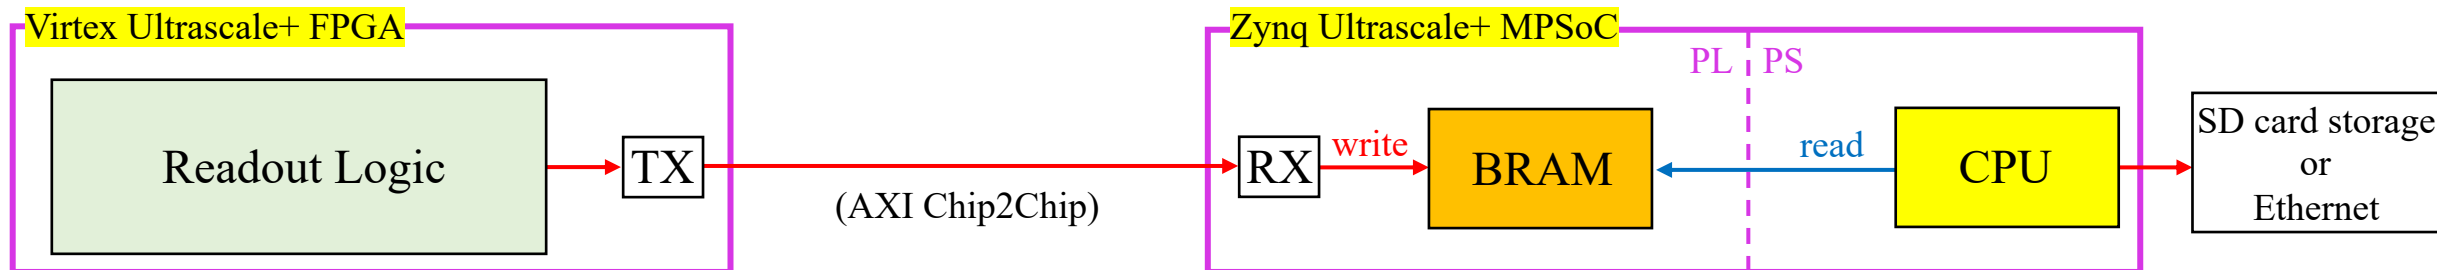 Virtex Ultrascale+ FPGA
Readout Logic
TX
(AXI Chip2Chip)
Zynq Ultrascale+ MPSoC
PL
PS
RX
write
BRAM
read
CPU
SD card storage
or
Ethernet